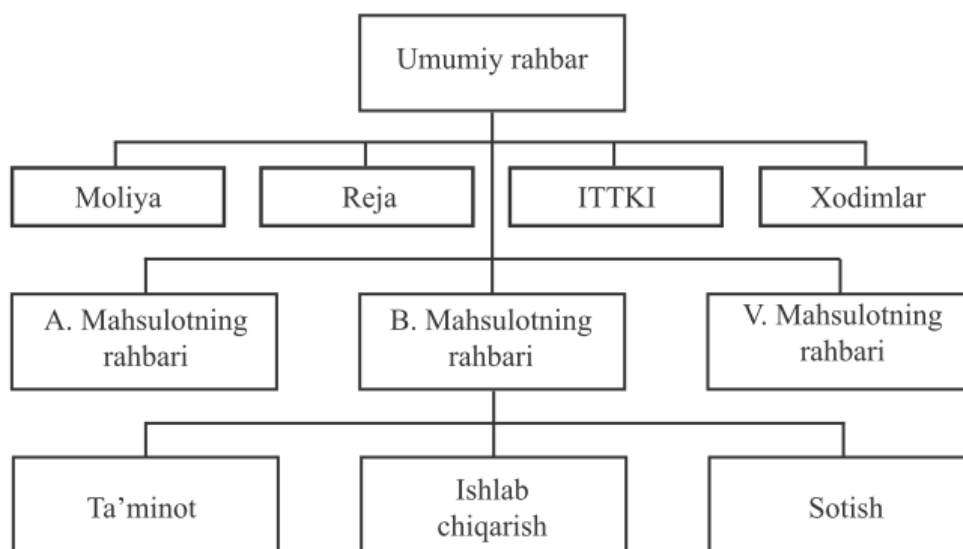 Umumiy rahbar
Moliya
Reja
ITTKI
Xodimlar
A. Mahsulotning
rahbari
B. Mahsulotning
rahbari
V. Mahsulotning
rahbari
Ta’minot
Ishlab
chiqarish
Sotish